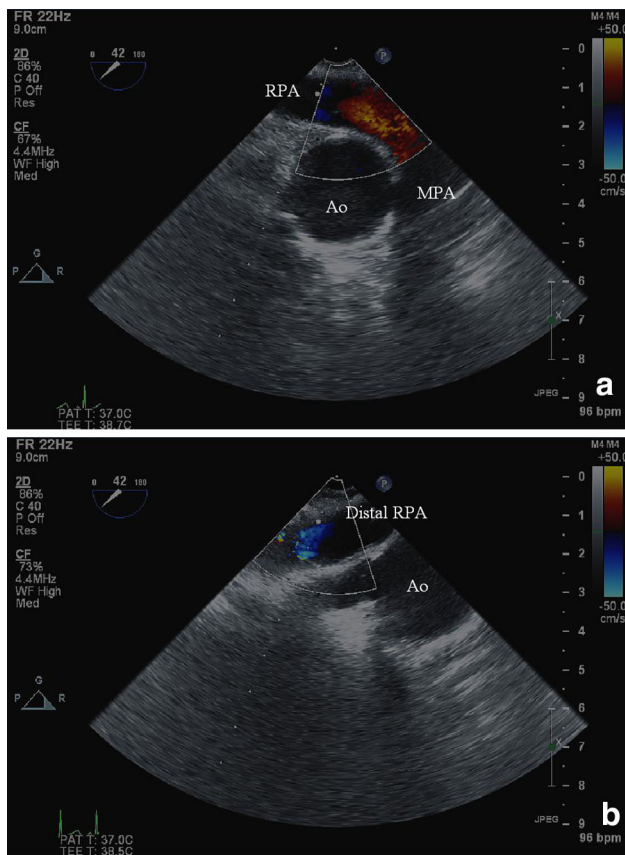 FR 22Hz
9.0cm
M4 M4
+50.0
2D
86%
C 40
P Off
Res
0 42 180
P
0
RPA
1
CF
67%
4.4MHz
WF High
Med
2
3
MPA
-50.0
cm/s
Ao
4
5
G
P R
6
7
X
8
JPEG
a
9
PAT T: 37.0C
TEE T: 38.7C
96 bpm
FR 22Hz
9.0cm
M4 M4
+50.0
2D
86%
C 40
P Off
Res
0 42 180
P
0
Distal RPA
1
CF
73%
4.4MHz
WF High
Med
2
Ao
3
-50.0
cm/s
4
5
G
P R
6
7
X
8
JPEG
b
9
PAT T: 37.0C
TEE T: 38.5C
96 bpm